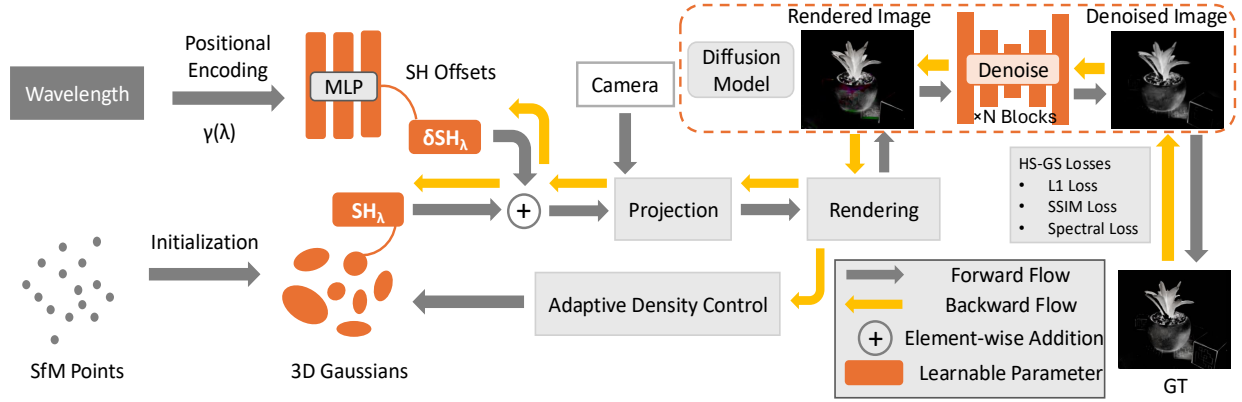 Rendered Image
Denoised Image
Positional
Encoding
Wavelength
γ(λ)
MLP
SH Offsets
δSHλ
Camera
Diffusion
Model
Denoise
×N Blocks
HS-GS Losses
• L1 Loss
• SSIM Loss
• Spectral Loss
SHλ
+
Projection
Rendering
Initialization
Adaptive Density Control
SfM Points
3D Gaussians
Forward Flow
Backward Flow
+
Element-wise Addition
Learnable Parameter
GT